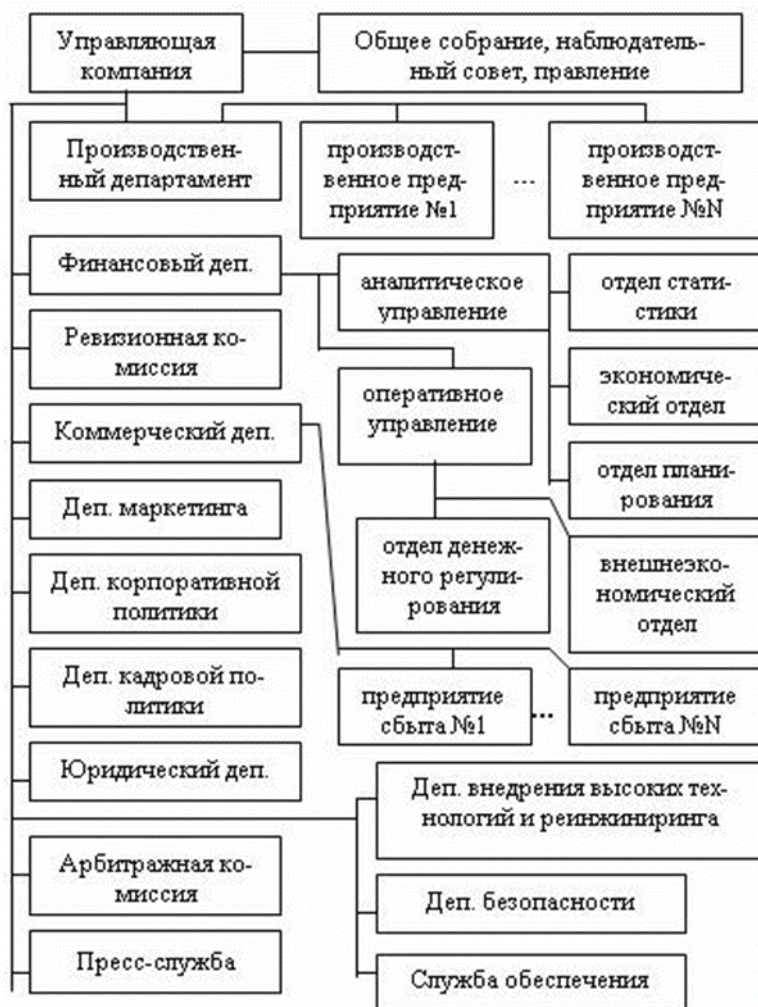 Управляющая
компания
Общее собрание, наблюдатель-
ный совет, правление
Производствен-
ный департамент
производст-
венное пред-
приятие №1
...
производст-
венное пред-
приятие №N
Финансовый деп.
аналитическое
управление
отдел стати-
стики
Ревизионная ко-
миссия
оперативное
управление
экономиче-
ский отдел
Коммерческий деп.
отдел плани-
рования
Деп. маркетинга
отдел денеж-
ного регули-
рования
внешнеэко-
номический
отдел
Деп. корпоративной
политики
Деп. кадровой по-
литики
предприятие
сбыта №1
...
предприятие
сбыта №N
Юридический деп.
Деп. внедрения высоких тех-
нологий и реинжиниринга
Арбитражная ко-
миссия
Деп. безопасности
Пресс-служба
Служба обеспечения